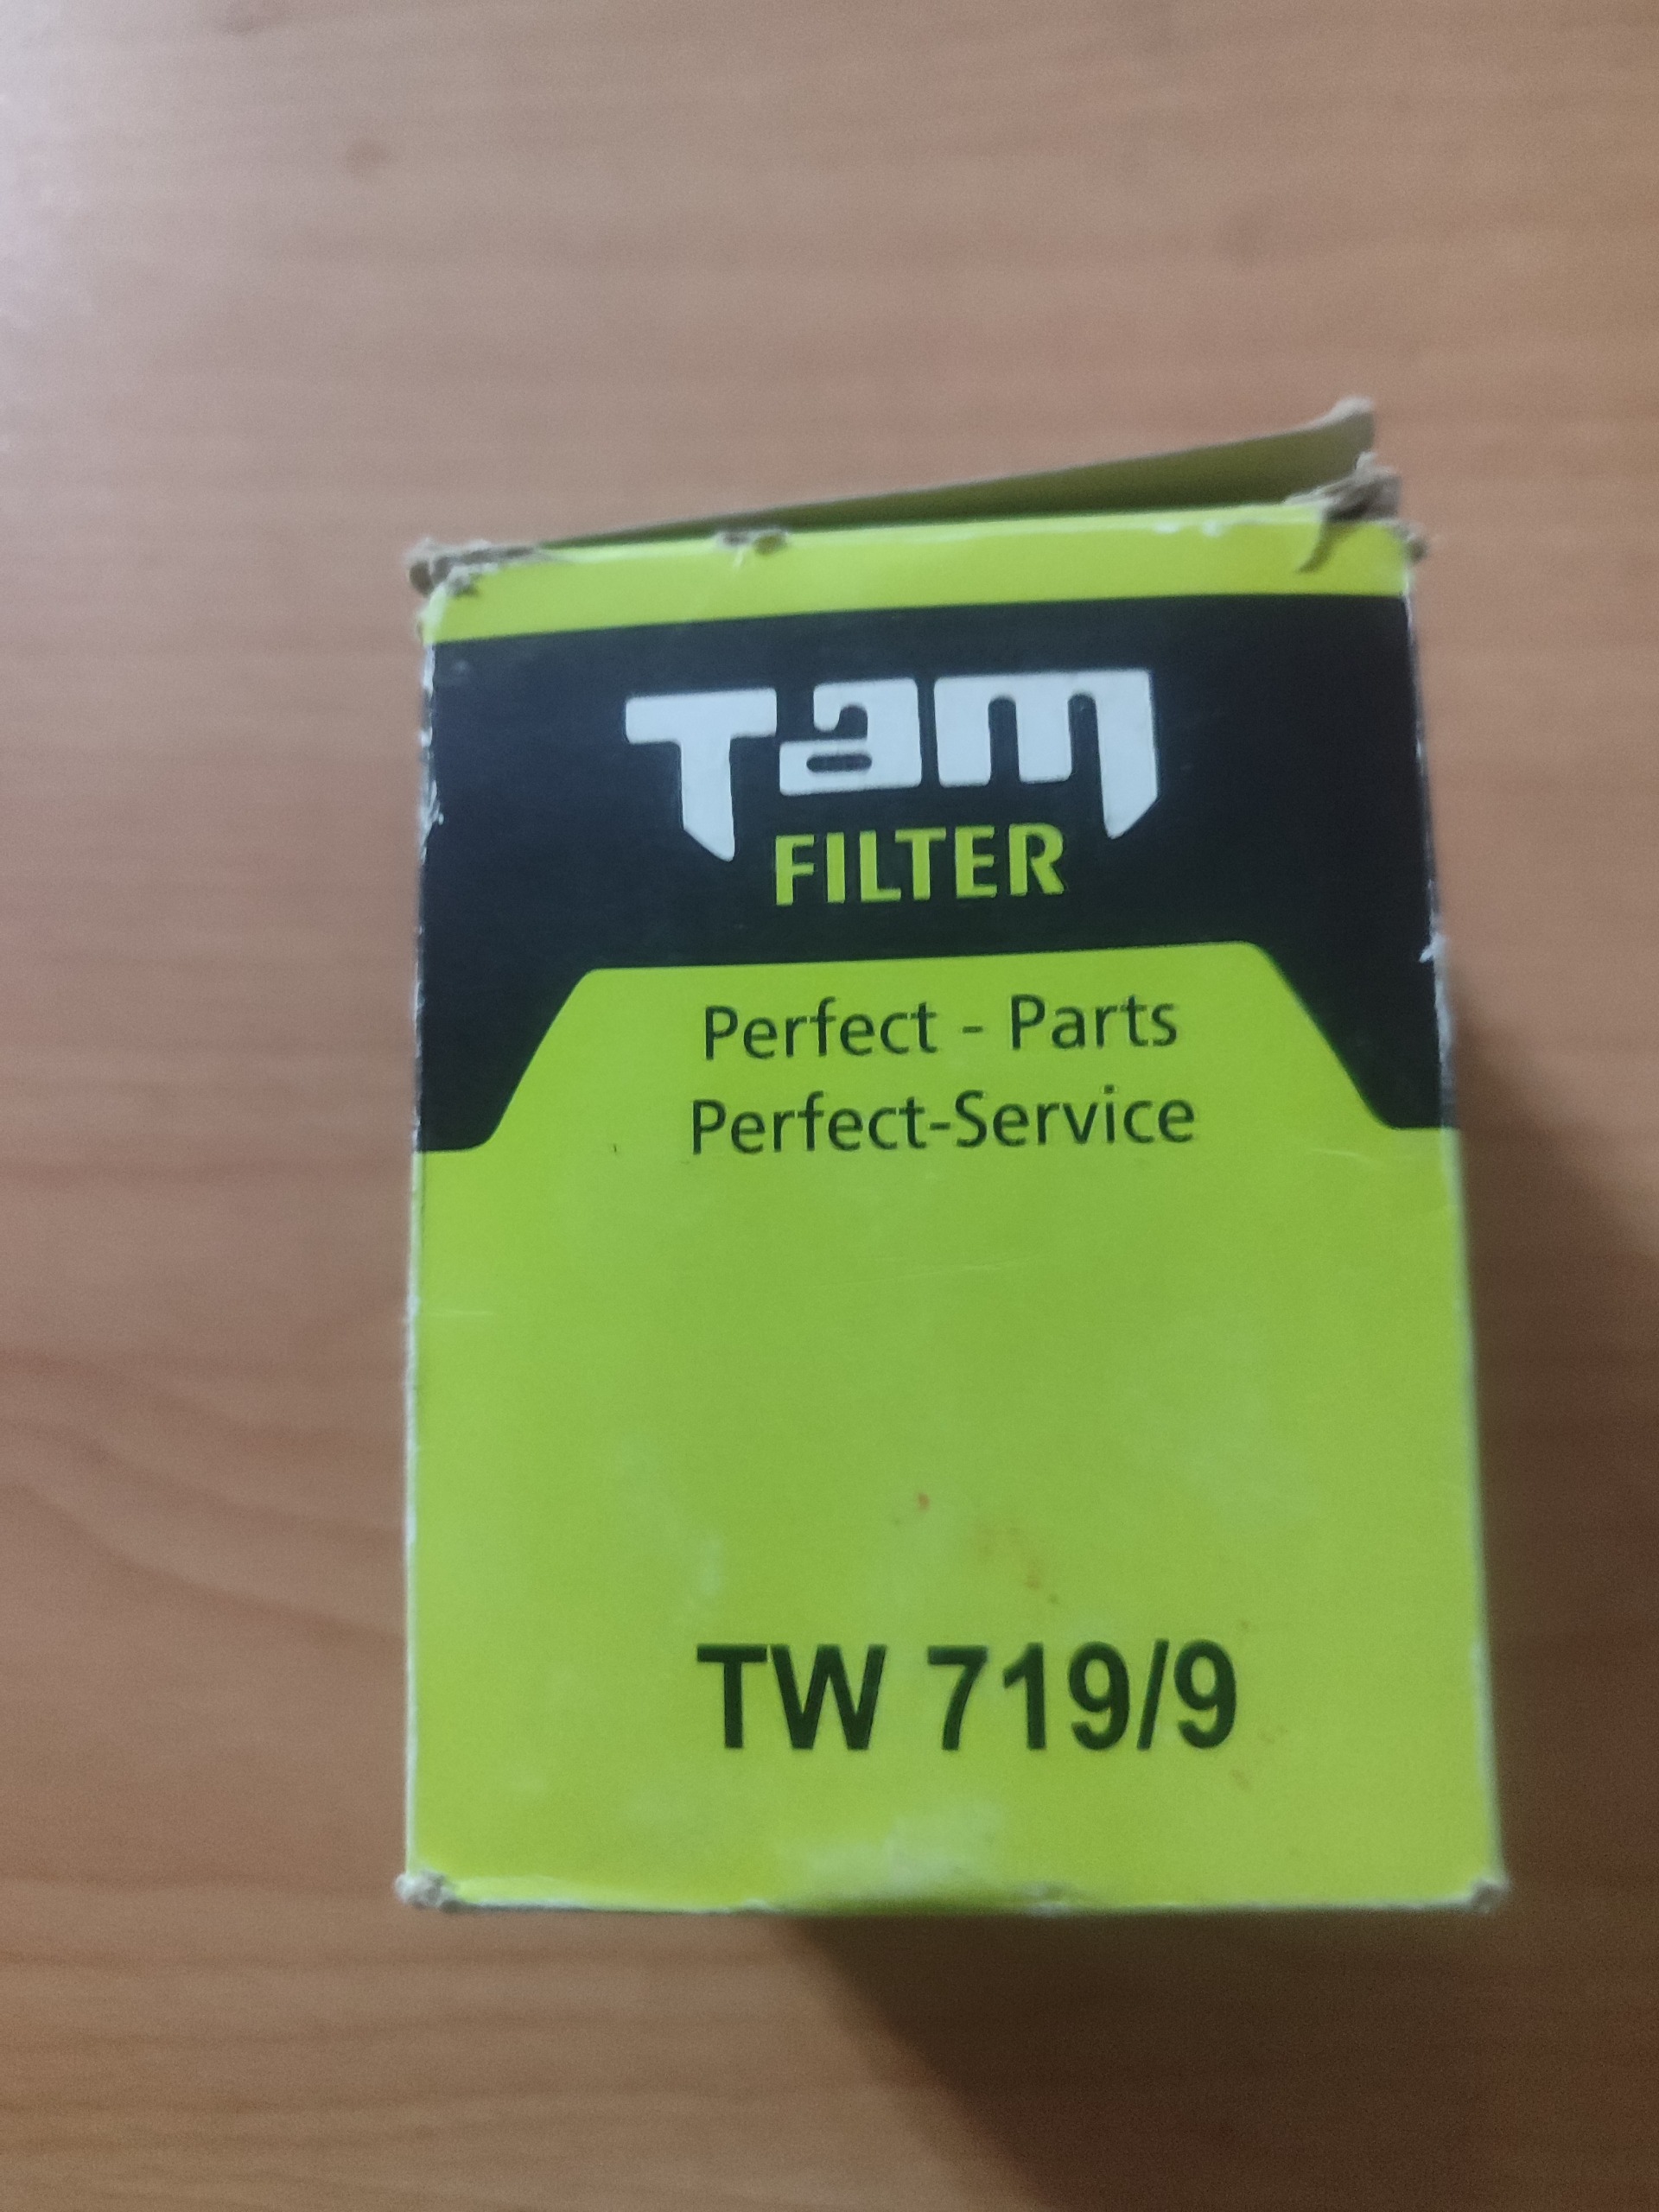 Tam
FILTER
Perfect - Parts
Perfect-Service
TW 719/9